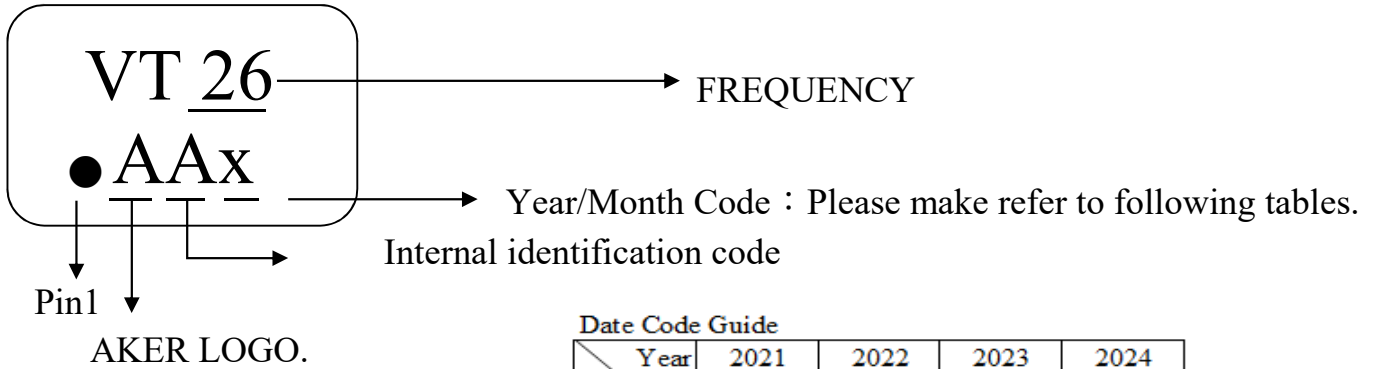 VT 26
FREQUENCY
●AAx
Year/Month Code：Please make refer to following tables.
Internal identification code
Pin1
AKER LOGO.
Date Code Guide
Year 2021 2022 2023 2024